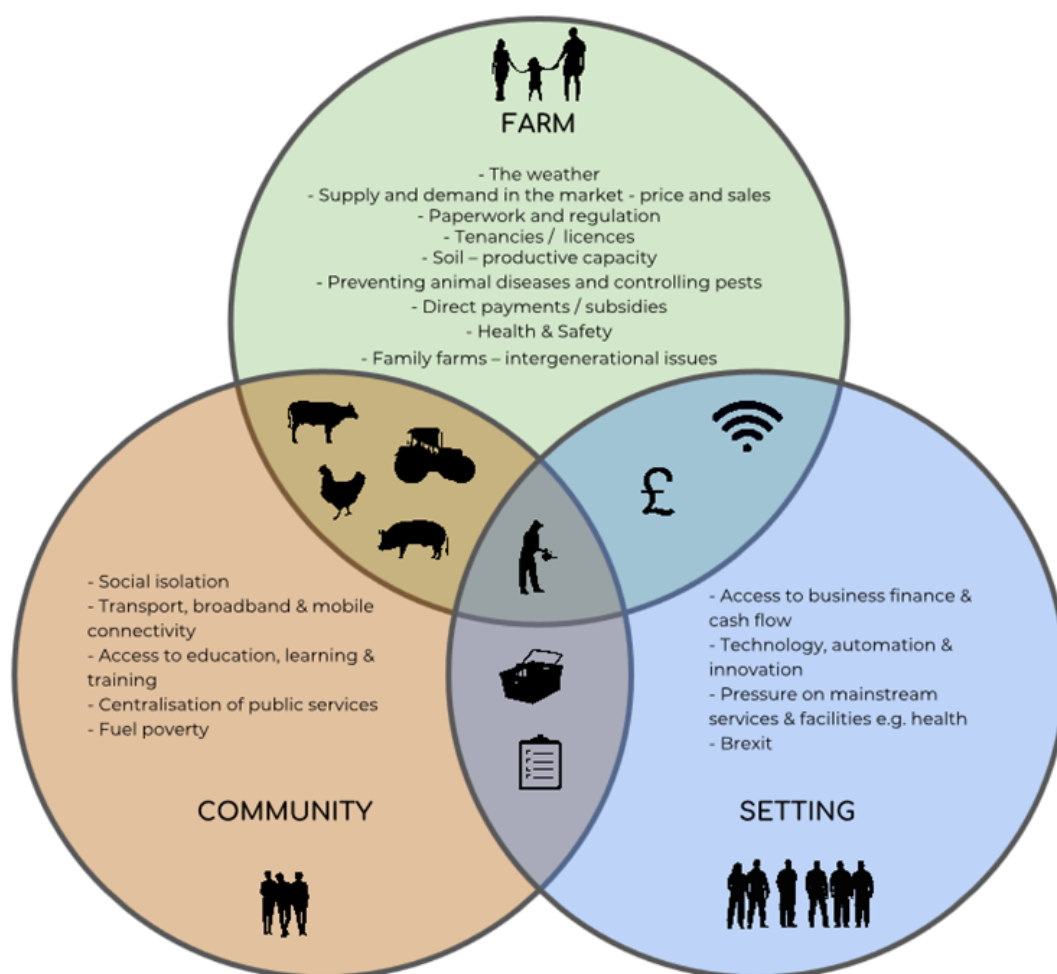 FARM
- The weather
- Supply and demand in the market - price and sales
- Paperwork and regulation
- Tenancies / licences
- Soil – productive capacity
- Preventing animal diseases and controlling pests
- Direct payments / subsidies
- Health & Safety
- Family farms – intergenerational issues
£
- Social isolation
- Transport, broadband & mobile
connectivity
- Access to education, learning &
training
- Centralisation of public services
- Fuel poverty
COMMUNITY
- Access to business finance &
cash flow
- Technology, automation &
innovation
- Pressure on mainstream
services & facilities e.g. health
- Brexit
SETTING